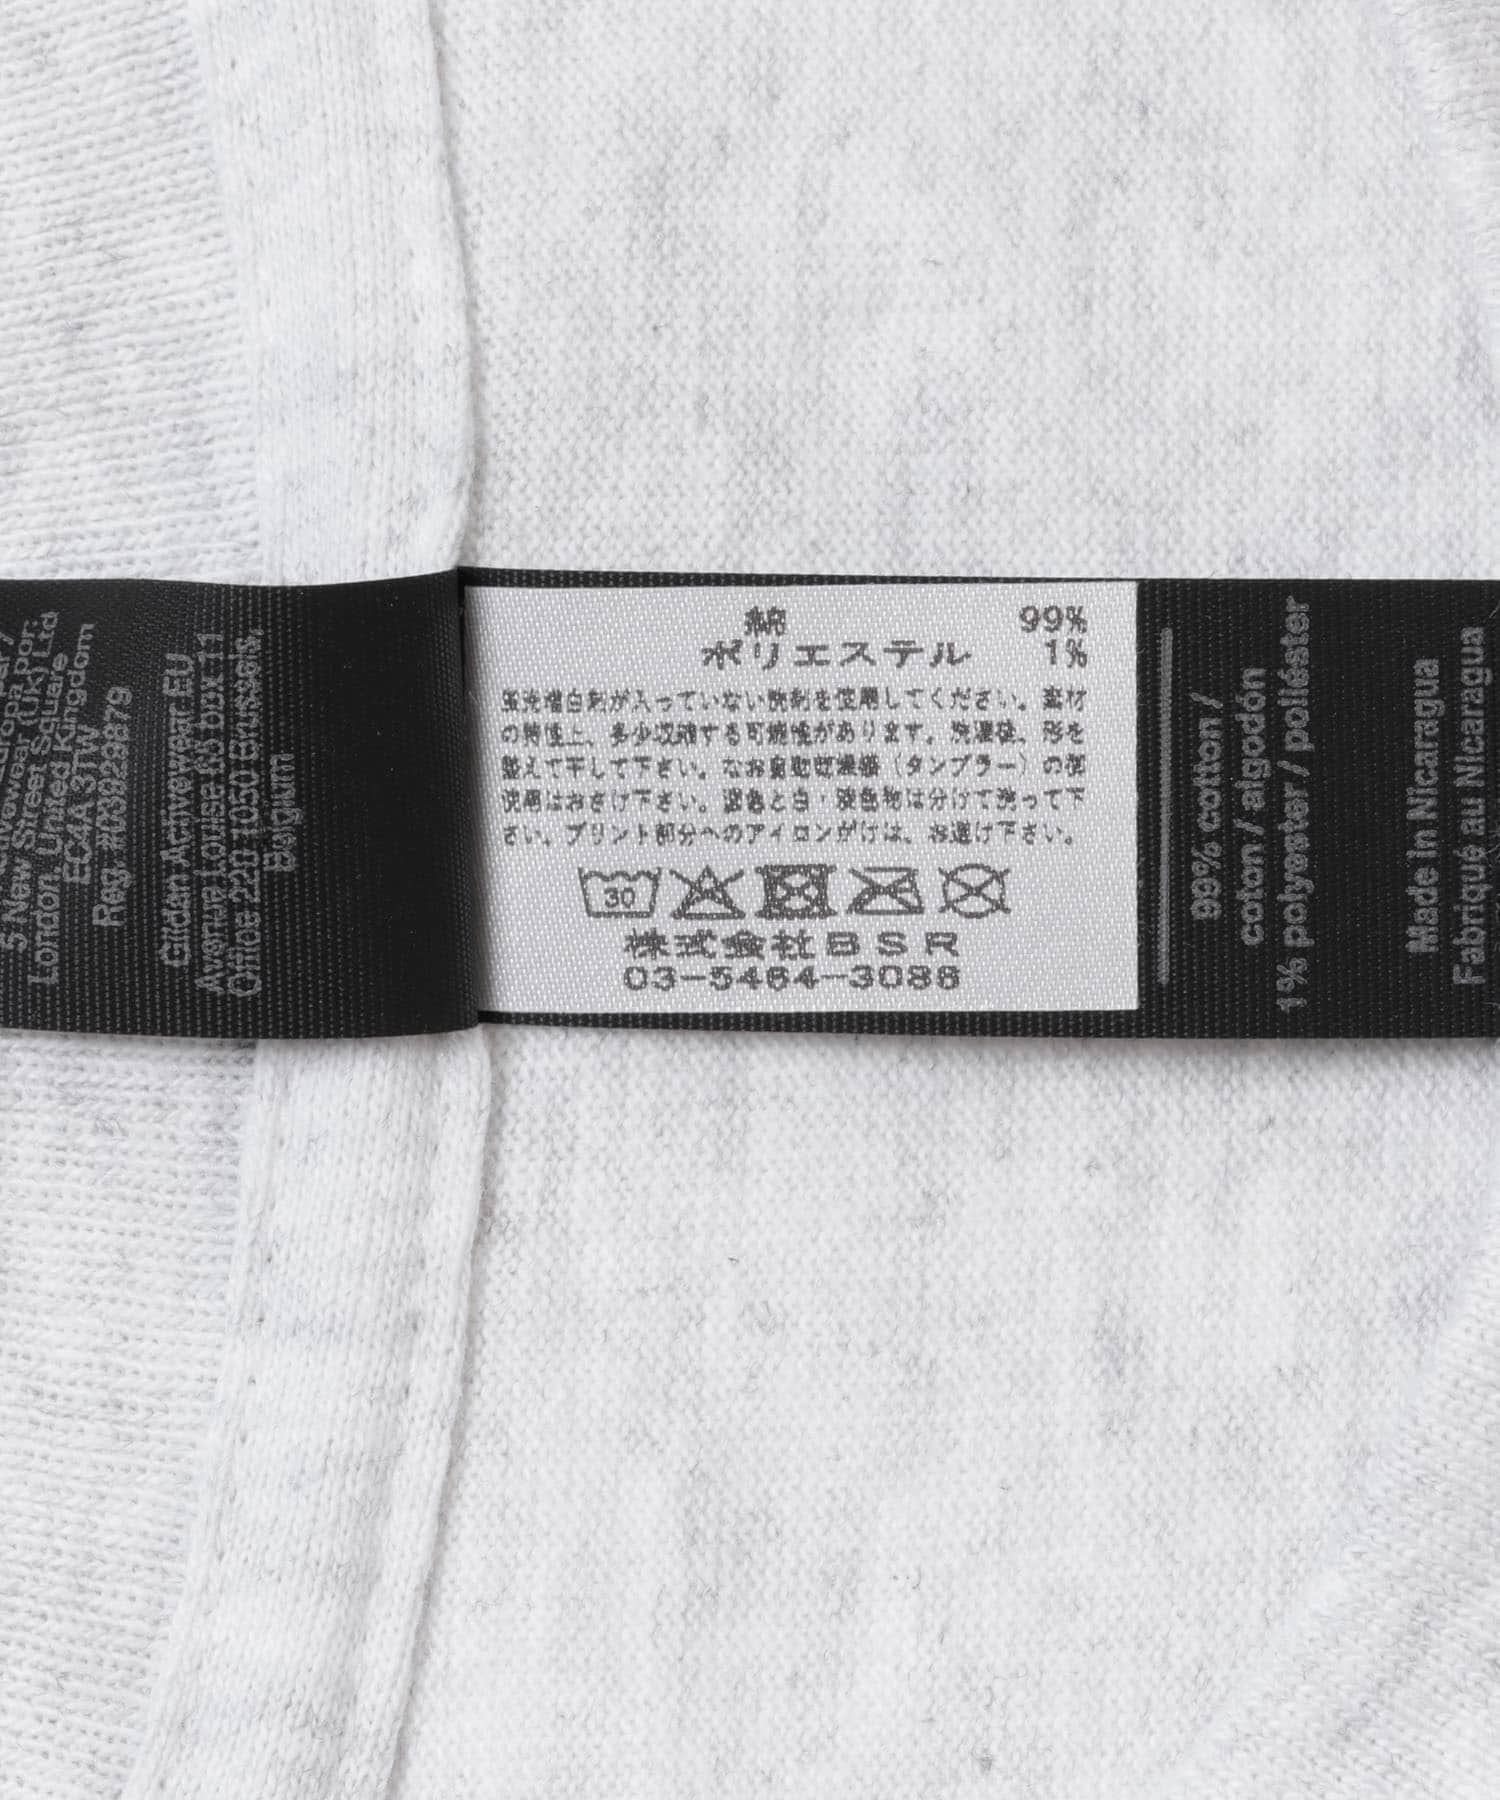 5 New Street Square
London, United Kingdom
EC4A 3TW
Gildan Activewear EU
Avenue Louise
Office 220 1050 Brussels,
Belgium
綿 99%
ポリエステル 1%
蛍光増白剤が入っていない洗剤を使用してください。素材
の特性上、多少収縮する可能性があります。洗濯後、形を
整えて干して下さい。なお自動乾燥機（タンブラー）の使
使用はおさけ下さい。濃色と白・淡色物は分けて洗って下
さい。プリント部分へのアイロンがけは、お避け下さい。
30
株式会社BSR
03-5464-3088
99% cotton /
coton / algodón
1% polyester / poliéster
Made in Nicaragua
Fabriqué au Nicaragua